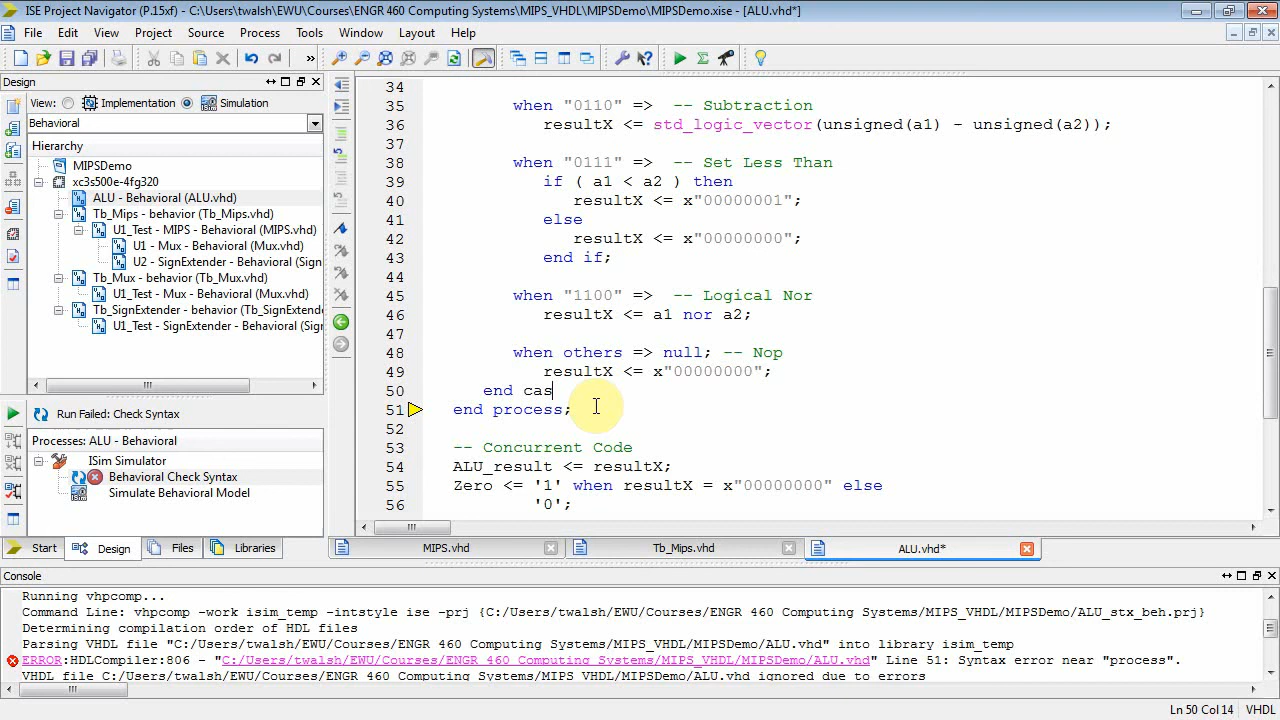 ISE Project Navigator (P.15xf) - C:\Users\twalsh\EWU\Courses\ENGR 460 Computing Systems\MIPS_VHDL\MIPSDemo\MIPSDemo.xise - [ALU.vhd*]
File Edit View Project Source Process Tools Window Layout Help
Design
View: Implementation Simulation
Behavioral
Hierarchy
MIPSDemo
xc3s500e-4fg320
ALU - Behavioral (ALU.vhd)
Tb_Mips - behavior (Tb_Mips.vhd)
U1_Test - MIPS - Behavioral (MIPS.vhd)
U1 - Mux - Behavioral (Mux.vhd)
U2 - SignExtender - Behavioral (Sign
Tb_Mux - behavior (Tb_Mux.vhd)
U1_Test - Mux - Behavioral (Mux.vhd)
Tb_SignExtender - behavior (Tb_SignExtend
U1_Test - SignExtender - Behavioral (Sig
Run Failed: Check Syntax
Processes: ALU - Behavioral
ISim Simulator
Behavioral Check Syntax
Simulate Behavioral Model
Start Design Files Libraries
34
35 when "0110" => -- Subtraction
36 resultX <= std_logic_vector(unsigned(a1) - unsigned(a2));
37
38 when "0111" => -- Set Less Than
39 if ( a1 < a2 ) then
40 resultX <= x"00000001";
41 else
42 resultX <= x"00000000";
43 end if;
44
45 when "1100" => -- Logical Nor
46 resultX <= a1 nor a2;
47
48 when others => null; -- Nop
49 resultX <= x"00000000";
50 end cas
51 end process;
52
53 -- Concurrent Code
54 ALU_result <= resultX;
55 Zero <= '1' when resultX = x"00000000" else
56 '0';
MIPS.vhd Tb_Mips.vhd ALU.vhd*
Console
Running vhpcomp...
Command Line: vhpcomp -work isim_temp -intstyle ise -prj {C:/Users/twalsh/EWU/Courses/ENGR 460 Computing Systems/MIPS_VHDL/MIPSDemo/ALU_stx_beh.prj}
Determining compilation order of HDL files
Parsing VHDL file "C:/Users/twalsh/EWU/Courses/ENGR 460 Computing Systems/MIPS_VHDL/MIPSDemo/ALU.vhd" into library isim_temp
ERROR:HDLCompiler:806 - "C:/Users/twalsh/EWU/Courses/ENGR 460 Computing Systems/MIPS_VHDL/MIPSDemo/ALU.vhd" Line 51: Syntax error near "process".
VHDL file C:/Users/twalsh/EWU/Courses/ENGR 460 Computing Systems/MIPS_VHDL/MIPSDemo/ALU.vhd ignored due to errors
Ln 50 Col 14 VHDL